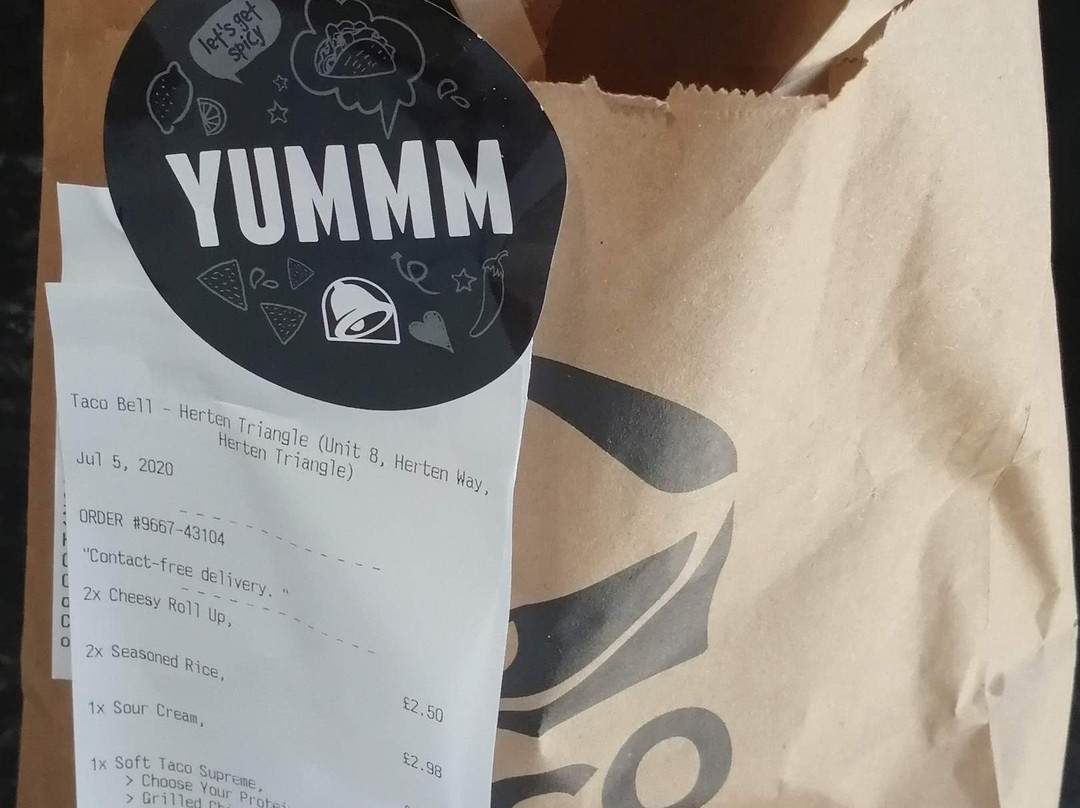 let's get
spicy
YUMMM
Taco Bell - Herten Triangle (Unit 8, Herten Way,
Herten Triangle)
Jul 5, 2020
ORDER #9667-43104
"Contact-free delivery. "
2x Cheesy Roll Up,
£2.50
2x Seasoned Rice,
£2.98
1x Sour Cream,
1x Soft Taco Supreme,
> Choose Your
> Grilled